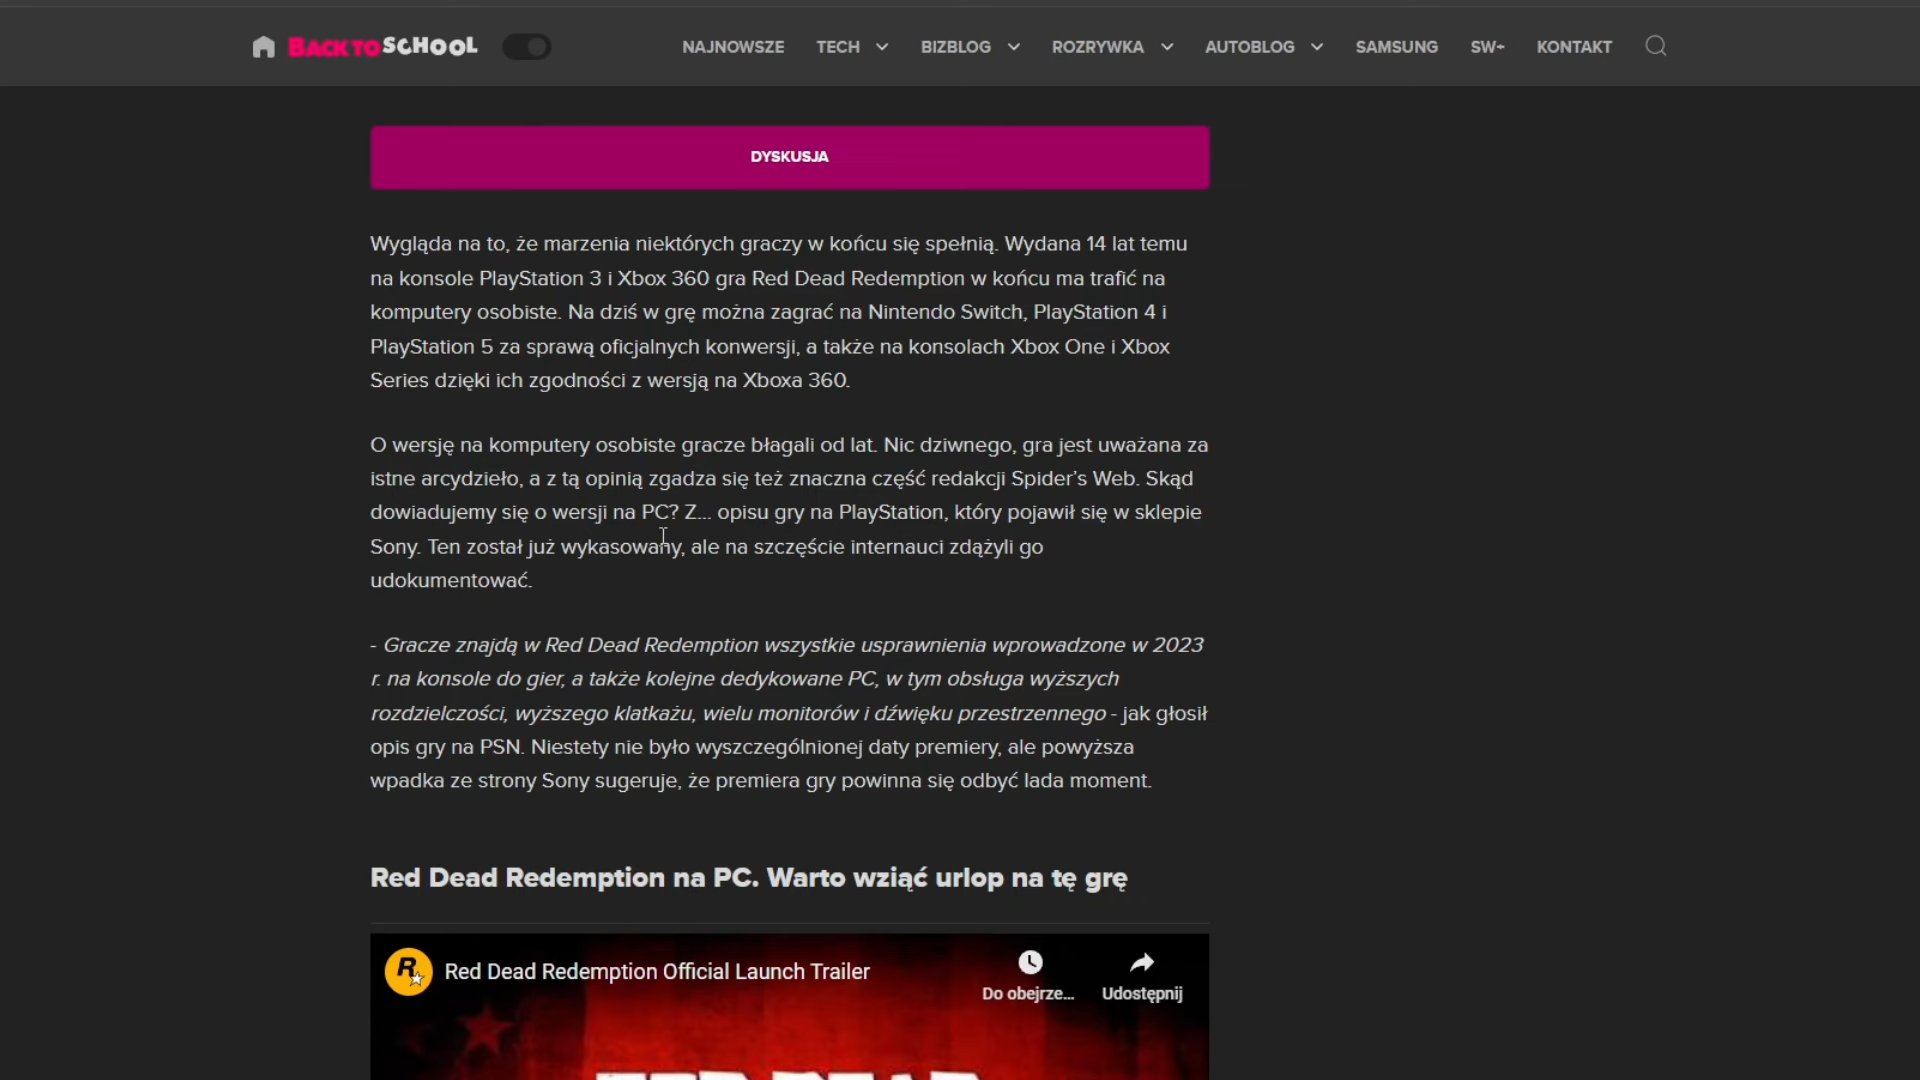 BACK TO SCHOOL NAJNOWSZE TECH BIZBLOG ROZRYWKA AUTOBLOG SAMSUNG SW+ KONTAKT
DYSKUSJA
Wygląda na to, że marzenia niektórych graczy w końcu się spełnią. Wydana 14 lat temu
na konsole PlayStation 3 i Xbox 360 gra Red Dead Redemption w końcu ma trafić na
komputery osobiste. Na dziś w grę można zagrać na Nintendo Switch, PlayStation 4 i
PlayStation 5 za sprawą oficjalnych konwersji, a także na konsolach Xbox One i Xbox
Series dzięki ich zgodności z wersją na Xboxa 360.
O wersję na komputery osobiste gracze błagali od lat. Nic dziwnego, gra jest uważana za
istne arcydzieło, a z tą opinią zgadza się też znaczna część redakcji Spider's Web. Skąd
dowiadujemy się o wersji na PC? Z... opisu gry na PlayStation, który pojawił się w sklepie
Sony. Ten został już wykasowany, ale na szczęście internauci zdążyli go
udokumentować.
- Gracze znajdą w Red Dead Redemption wszystkie usprawnienia wprowadzone w 2023
r. na konsole do gier, a także kolejne dedykowane PC, w tym obsługa wyższych
rozdzielczości, wyższego klatkażu, wielu monitorów i dźwięku przestrzennego - jak głosił
opis gry na PSN. Niestety nie było wyszczególnionej daty premiery, ale powyższa
wpadka ze strony Sony sugeruje, że premiera gry powinna się odbyć lada moment.
Red Dead Redemption na PC. Warto wziąć urlop na tę grę
R Red Dead Redemption Official Launch Trailer
Do obejrze... Udostępnij
RED DEAD